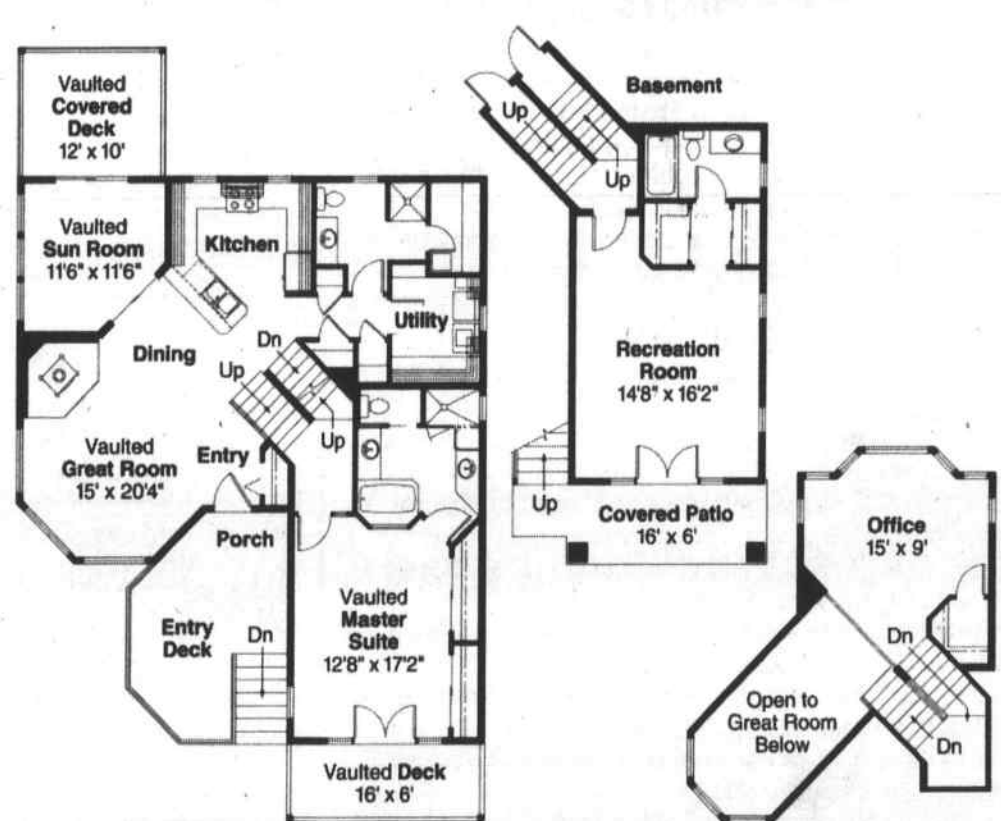 Vaulted
Covered
Deck
12' x 10'
Vaulted
Sun Room
11'6" x 11'6"
Kitchen
Utility
Dining
Dn
Up
Up
Vaulted
Great Room
15' x 20'4"
Entry
Porch
Entry
Deck
Dn
Vaulted
Master
Suite
12'8" x 17'2"
Vaulted Deck
16' x 6'
Basement
Up
Up
Recreation
Room
14'8" x 16'2"
Up
Covered Patio
16' x 6'
Office
15' x 9'
Dn
Dn
Open to
Great Room
Below